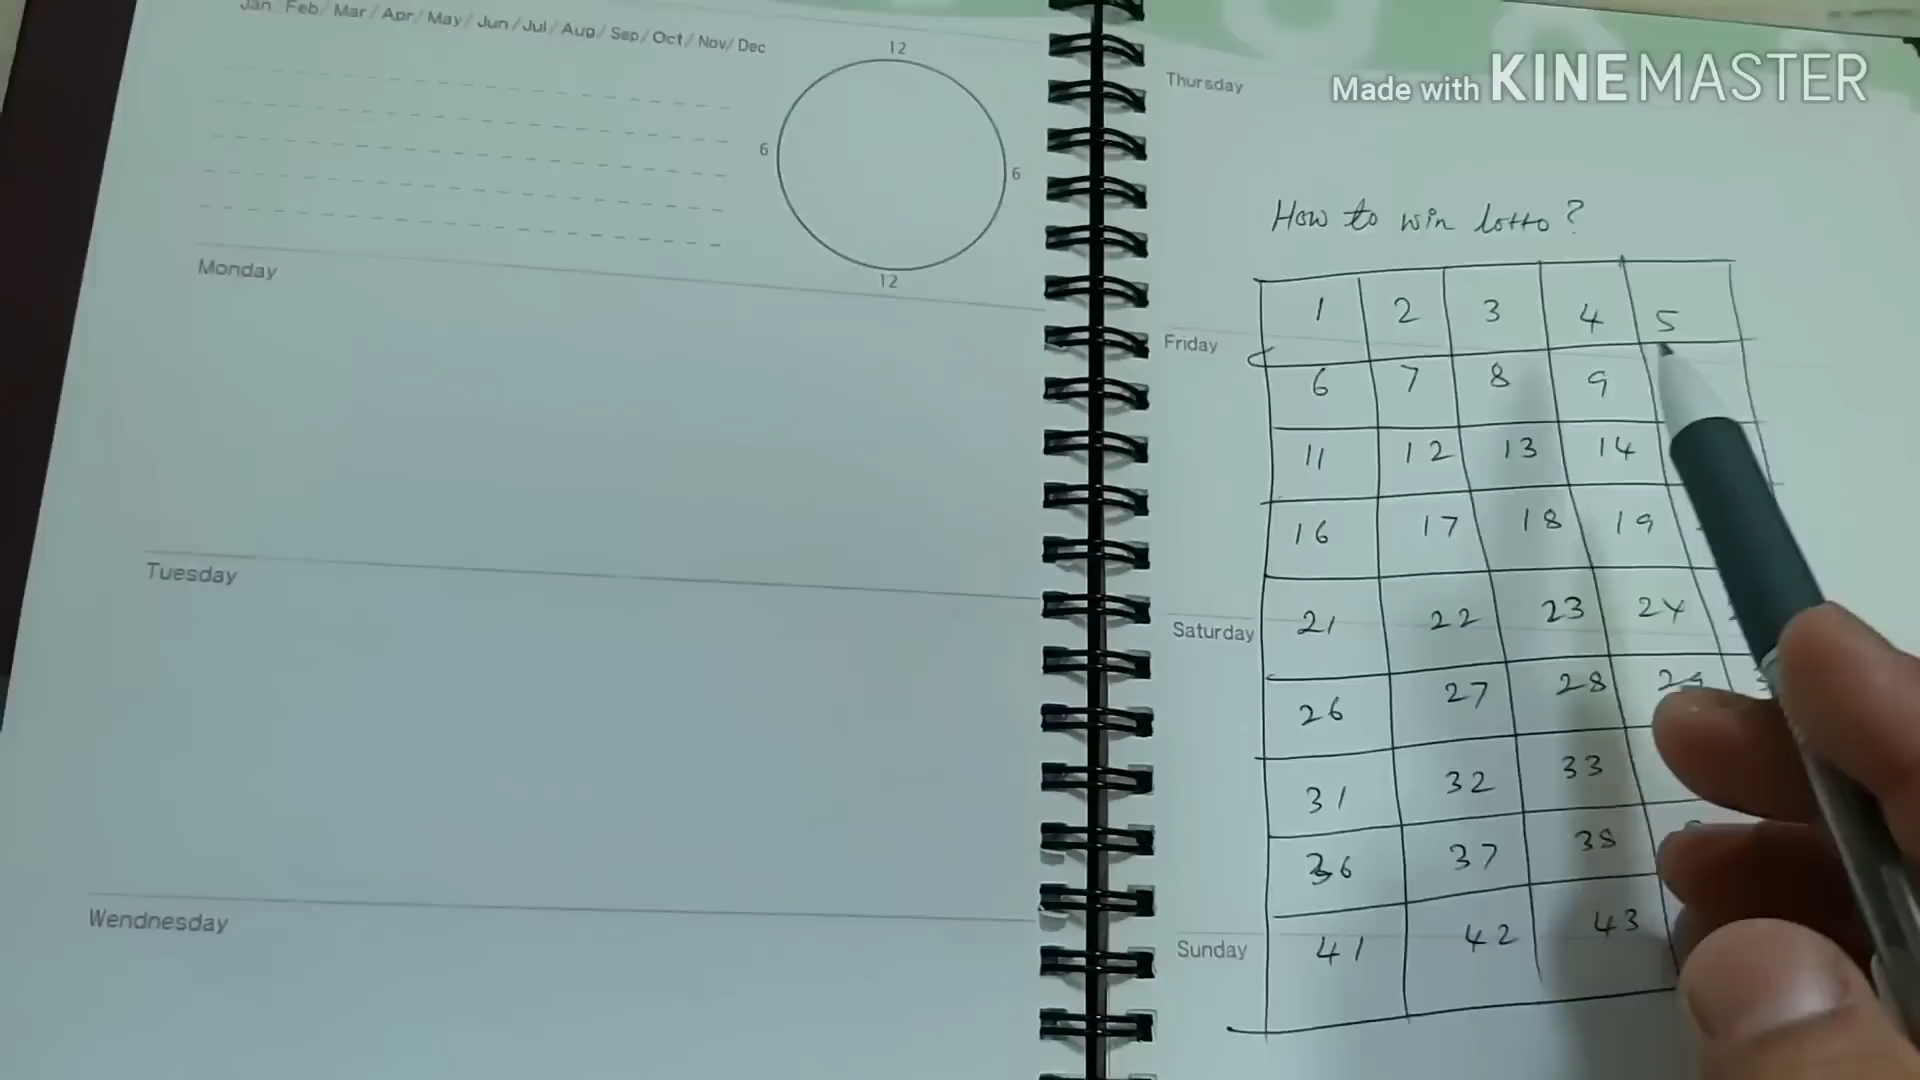 Jan/ Feb/ Mar/ Apr/ May/ Jun/ Jul/ Aug/ Sep/ Oct/ Nov/ Dec
12
6
6
12
Monday
Tuesday
Wendnesday
Made with KINEMASTER
Thursday
How to win lotto?
Friday
Saturday
Sunday
1 2 3 4 5
6 7 8 9
11 12 13 14
16 17 18 19
21 22 23 24
26 27 28 29
31 32 33
36 37 38
41 42 43